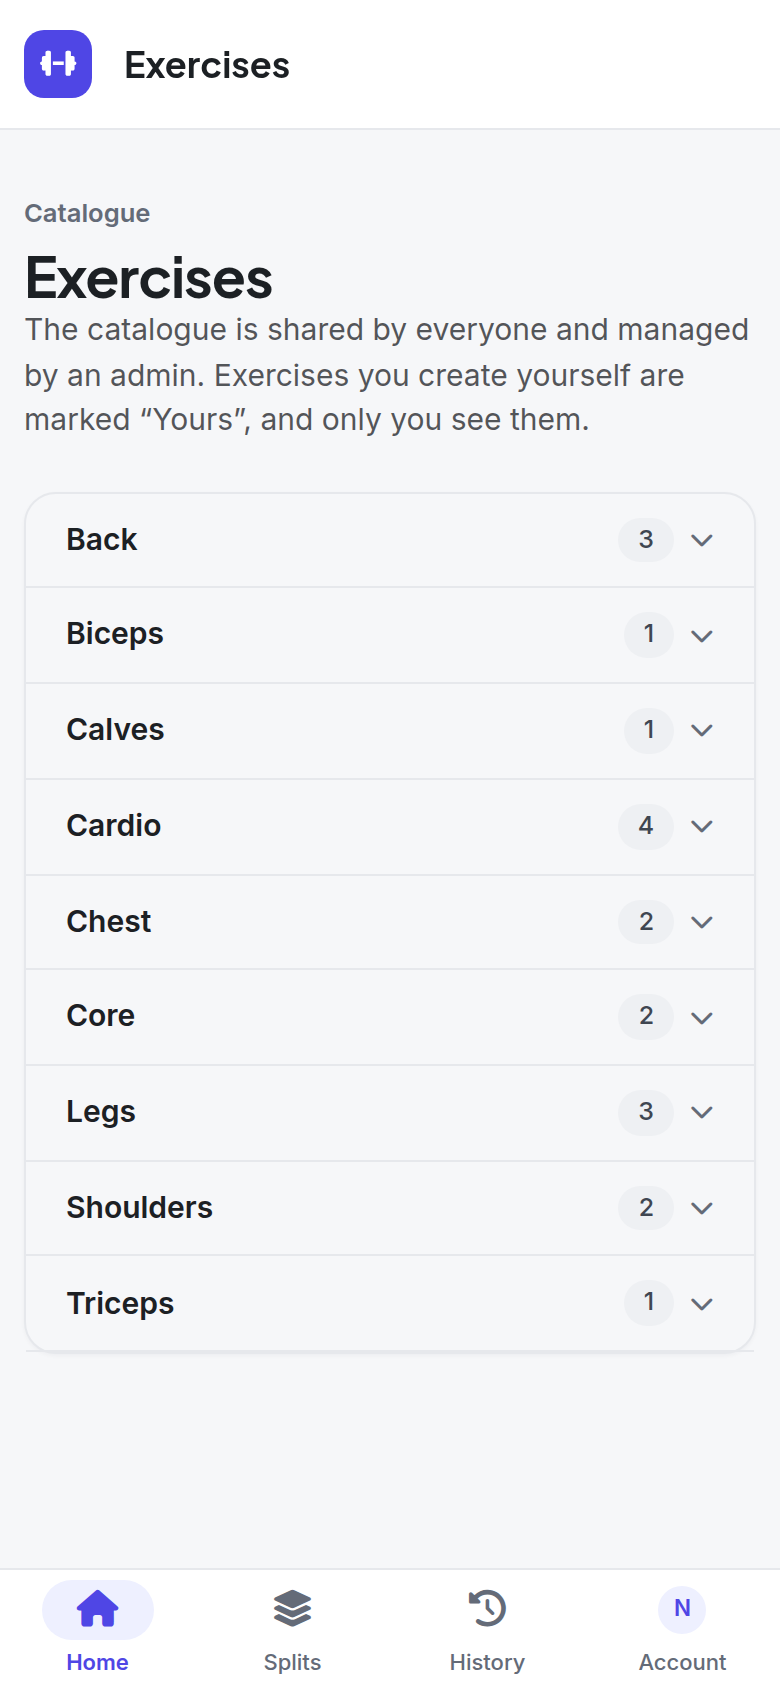 Exercises
Catalogue
Exercises
The catalogue is shared by everyone and managed
by an admin. Exercises you create yourself are
marked “Yours”, and only you see them.
Back 3
Biceps 1
Calves 1
Cardio 4
Chest 2
Core 2
Legs 3
Shoulders 2
Triceps 1
N
Home Splits History Account